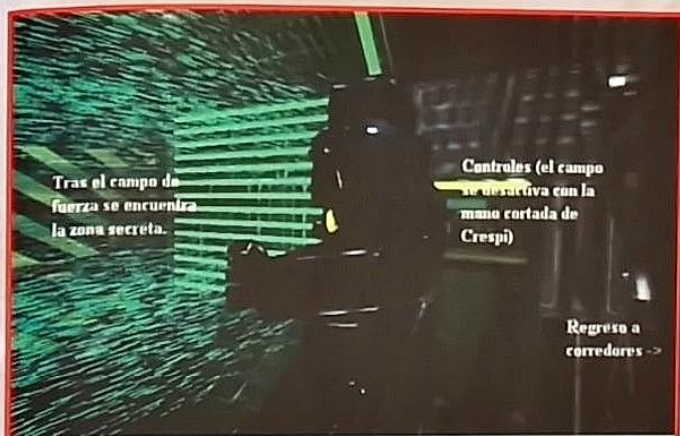 Tras el campo de
fuerza se encuentra
la zona secreta.
Controles (el campo
se desactiva con la
mano cortada de
Crespi)
Regreso a
corredores ->